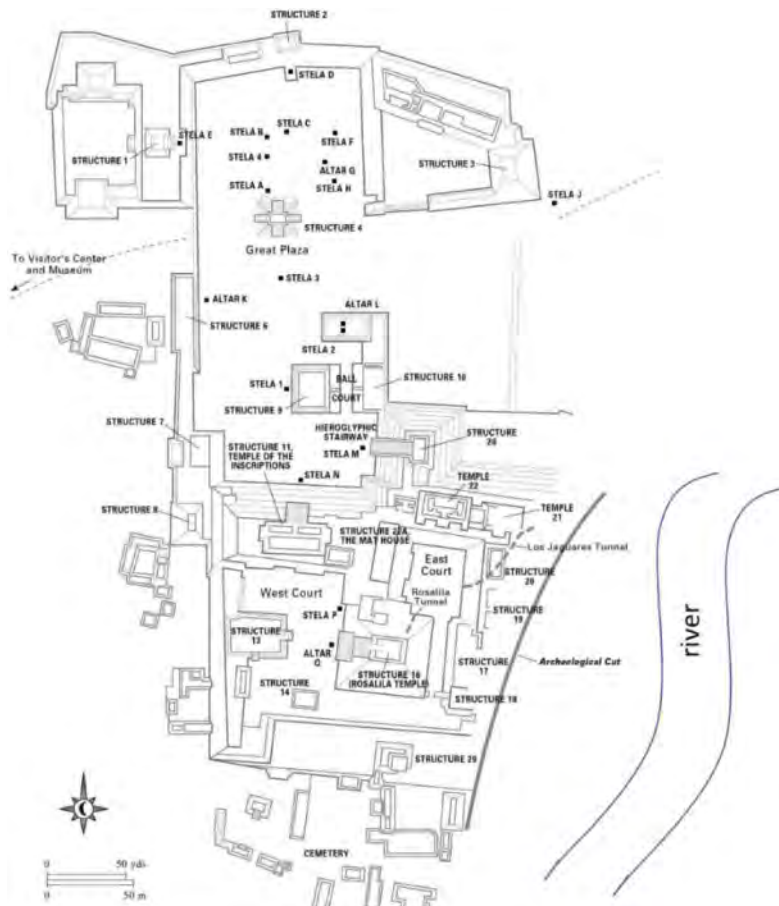 STRUCTURE
2
STELA D
STELA E
STELA B
STELA C
STELA F
STRUCTURE 1
STELA 4
ALTAR G
STRUCTURE
3
STELA A
STELA H
STELA J
STRUCTURE
4
Great Plaza
To Visitor's Center
and Museum
STELA 3
ALTAR K
ALTAR L
STRUCTURE 6
STELA 2
STELA 1
BALL
COURT
STRUCTURE 10
STRUCTURE 9
STRUCTURE 7
HIEROGLYPHIC
STAIRWAY
STRUCTURE
26
STRUCTURE 11,
TEMPLE OF THE
INSCRIPTIONS
STELA M
STELA N
TEMPLE
22
TEMPLE
21
STRUCTURE 8
STRUCTURE 22A,
THE MAT HOUSE
East
Court
Los Jaguares Tunnel
STRUCTURE
20
West Court
Rosalila
Tunnel
STELA P
STRUCTURE
19
STRUCTURE
13
ALTAR
Q
STRUCTURE
17
Archaeological Cut
STRUCTURE 16
(ROSALILA TEMPLE)
STRUCTURE
14
STRUCTURE 18
river
STRUCTURE 29
CEMETERY
0 50 yds
0 50 m